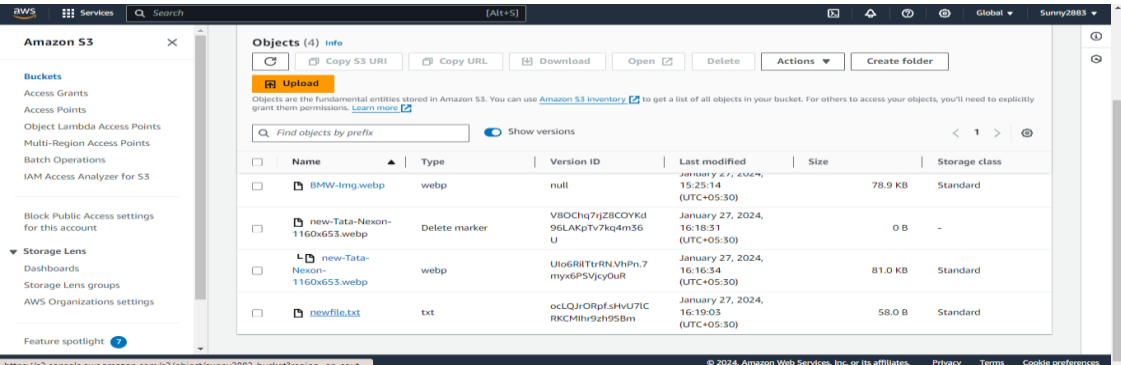 aws Services Search [Alt+S] Global Sunny2883
Amazon S3
Buckets
Access Grants
Access Points
Object Lambda Access Points
Multi-Region Access Points
Batch Operations
IAM Access Analyzer for S3
Block Public Access settings
for this account
Storage Lens
Dashboards
Storage Lens groups
AWS Organizations settings
Feature spotlight 7
Objects (4) Info
Copy S3 URI Copy URL Download Open Delete Actions Create folder
Upload
Objects are the fundamental entities stored in Amazon S3. You can use Amazon S3 inventory to get a list of all objects in your bucket. For others to access your objects, you'll need to explicitly
grant them permissions. Learn more
Find objects by prefix Show versions 1
Name Type Version ID Last modified Size Storage class
January 27, 2024,
BMW-Img.webp webp null 15:25:14 78.9 KB Standard
(UTC+05:30)
V8OChq7rjZ8COYKd January 27, 2024,
new-Tata-Nexon- Delete marker 96LAKpTv7kq4m36 16:18:31 0 B -
1160x653.webp U (UTC+05:30)
new-Tata- January 27, 2024,
Nexon- webp UIo6RilTtrRN.VhPn.7 16:16:34 81.0 KB Standard
1160x653.webp myx6PSVjcy0uR (UTC+05:30)
ocLQJrORpf.sHvU7lC January 27, 2024,
newfile.txt txt RKCMIhr9zh9SBm 16:19:03 58.0 B Standard
(UTC+05:30)
© 2024, Amazon Web Services, Inc. or its affiliates. Privacy Terms Cookie preferences